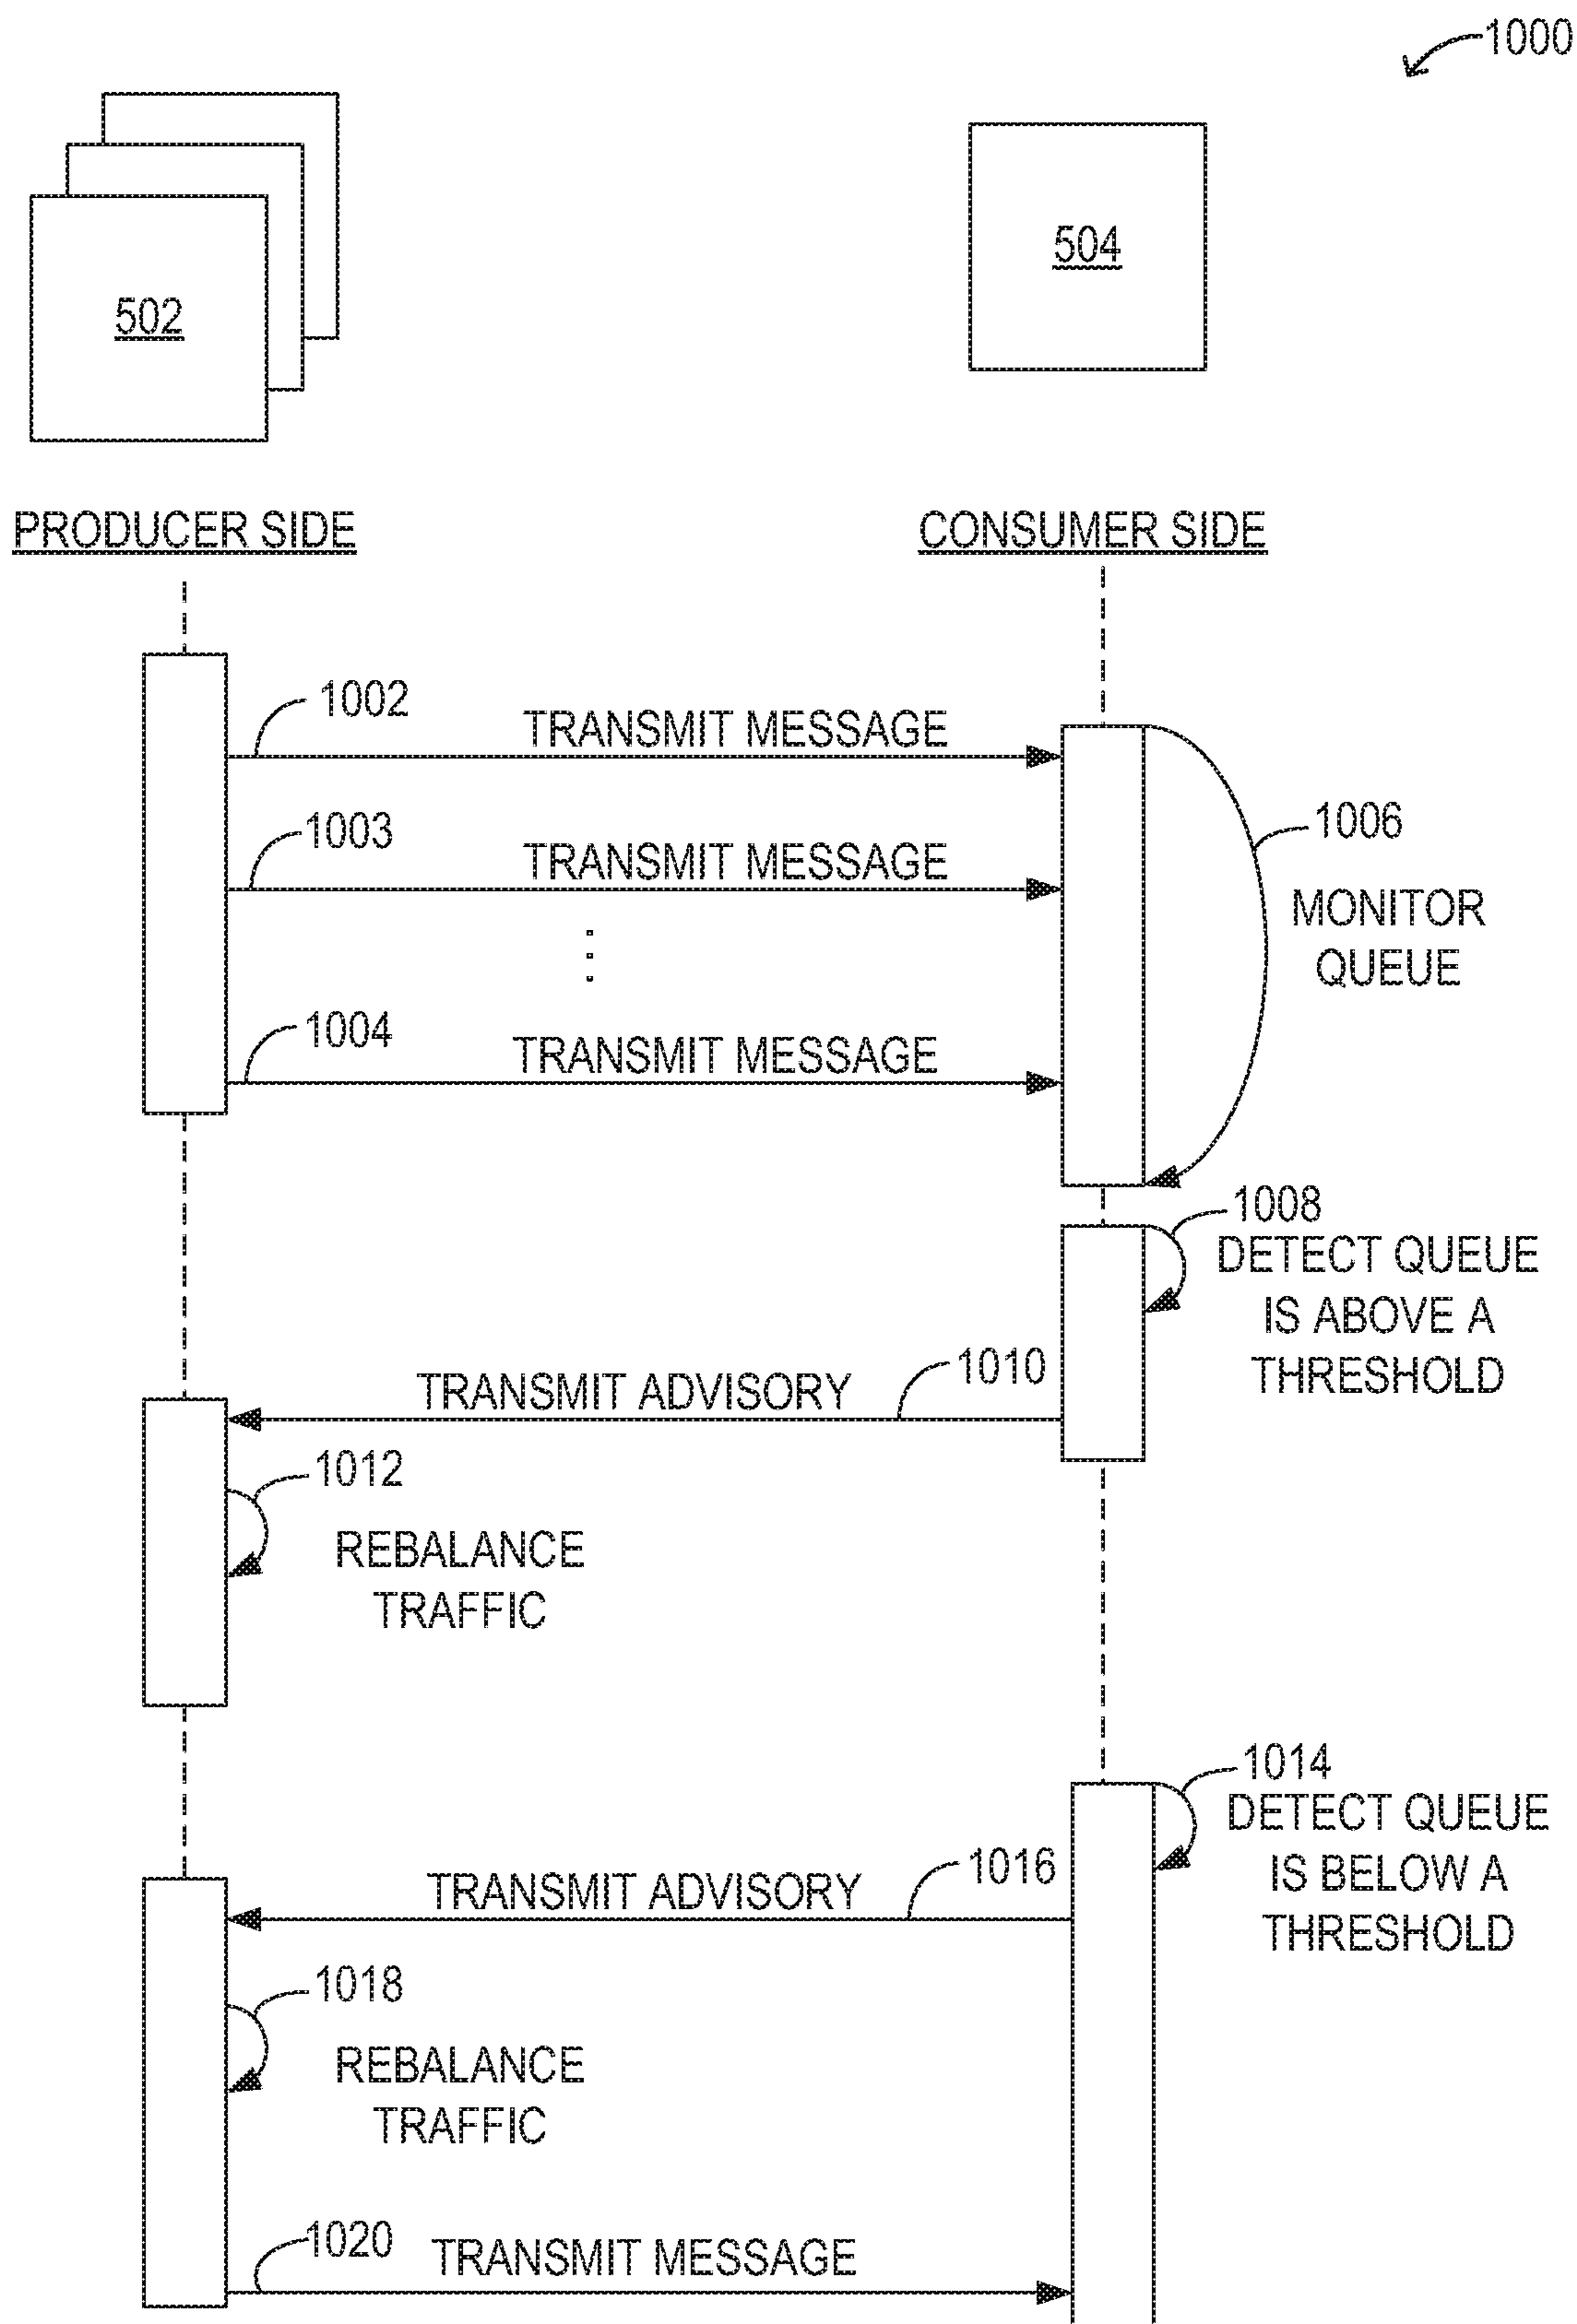 1000
502
504
PRODUCER SIDE
CONSUMER SIDE
1002
TRANSMIT MESSAGE
1003
TRANSMIT MESSAGE
1006
MONITOR
QUEUE
1004
TRANSMIT MESSAGE
1008
DETECT QUEUE
IS ABOVE A
THRESHOLD
1010
TRANSMIT ADVISORY
1012
REBALANCE
TRAFFIC
1014
DETECT QUEUE
IS BELOW A
THRESHOLD
1016
TRANSMIT ADVISORY
1018
REBALANCE
TRAFFIC
1020
TRANSMIT MESSAGE